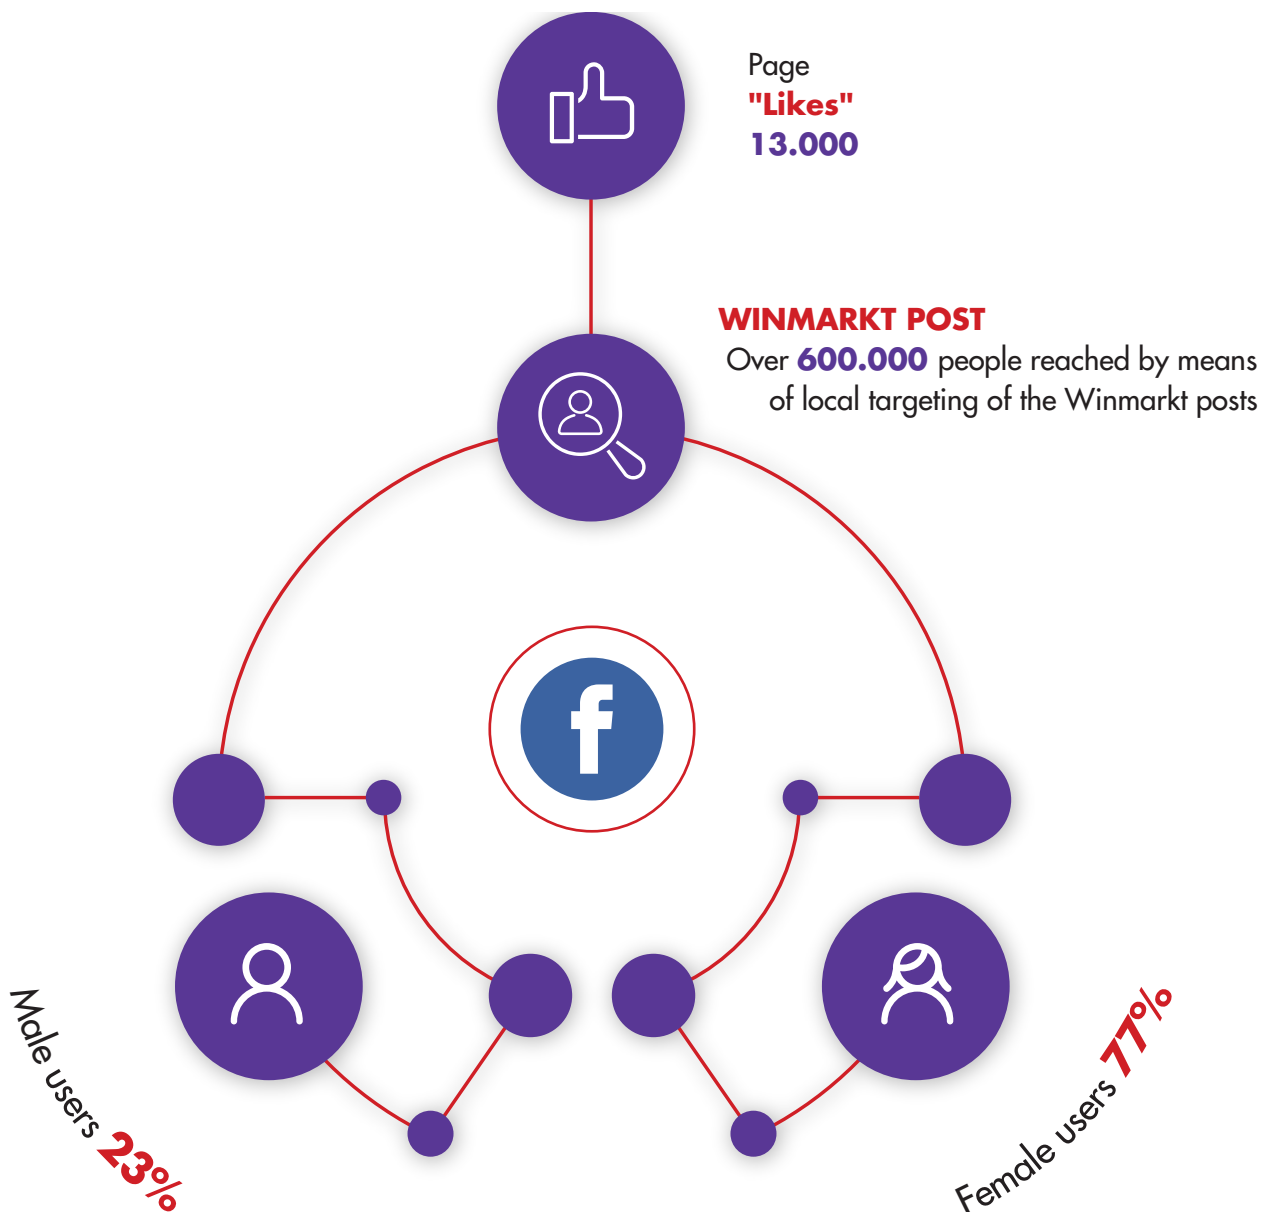 Page
"Likes"
13.000
WINMARKT POST
Over 600.000 people reached by means
of local targeting of the Winmarkt posts
f
Male users 23%
Female users 77%